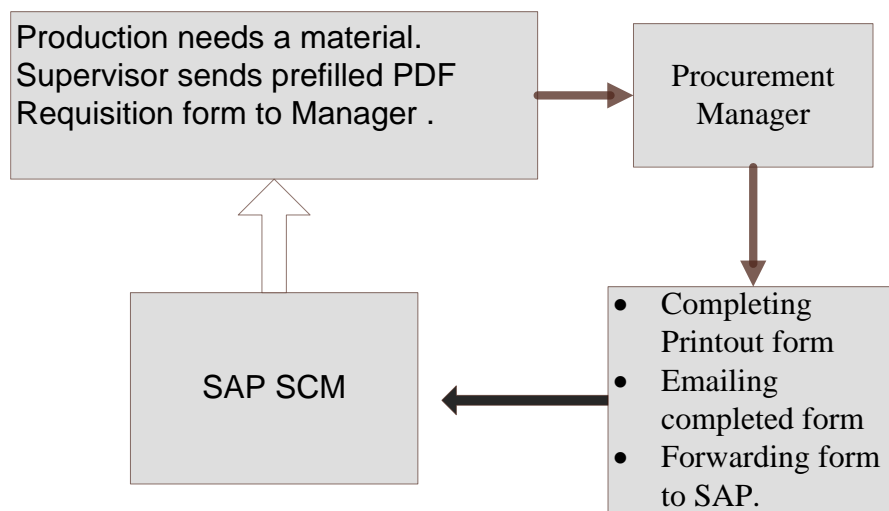 Production needs a material.
Supervisor sends prefilled PDF
Requisition form to Manager .
Procurement
Manager
SAP SCM
• Completing
Printout form
• Emailing
completed form
• Forwarding form
to SAP.